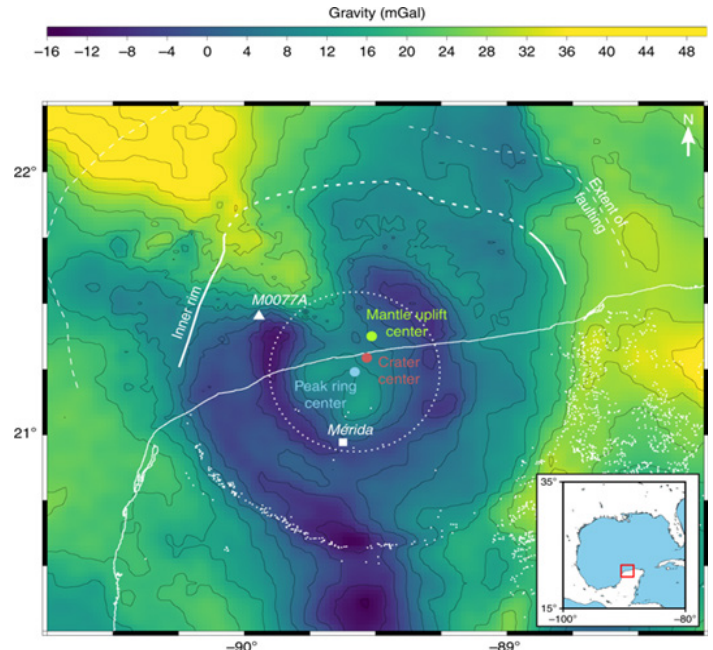 Gravity (mGal)
−16 −12 −8 −4 0 4 8 12 16 20 24 28 32 36 40 44 48
N
22°
Extent of
faulting
Inner rim
M0077A
Mantle uplift
center
Crater
center
Peak ring
center
Mérida
21°
35°
15°
−100° −80°
−90° −89°